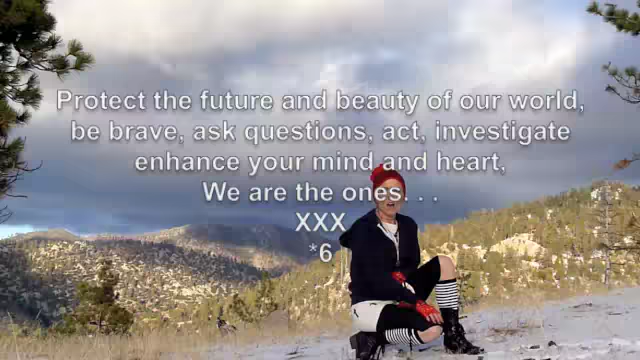 Protect the future and beauty of our world,
be brave, ask questions, act, investigate
enhance your mind and heart,
We are the ones. . .
XXX
*6